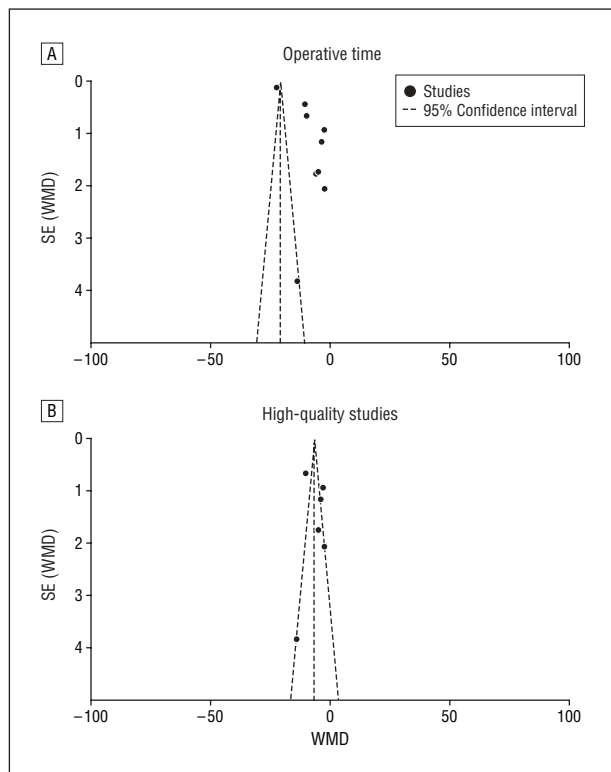 A
Operative time
Studies
95% Confidence interval
0
1
2
3
4
SE (WMD)
−100
−50
0
50
100
B
High-quality studies
0
1
2
3
4
SE (WMD)
−100
−50
0
50
100
WMD